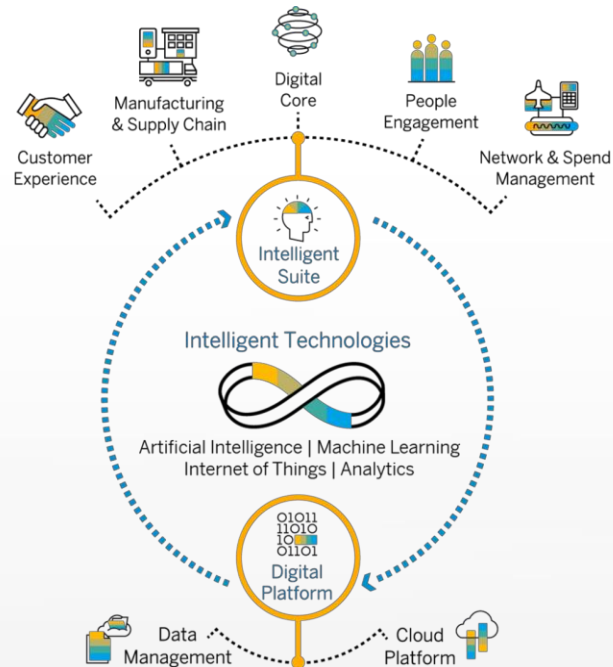 Digital
Core
Manufacturing
& Supply Chain
People
Engagement
Customer
Experience
Network & Spend
Management
Intelligent
Suite
Intelligent Technologies
Artificial Intelligence | Machine Learning
Internet of Things | Analytics
01011
11010
10
01101
Digital
Platform
Data
Management
Cloud
Platform